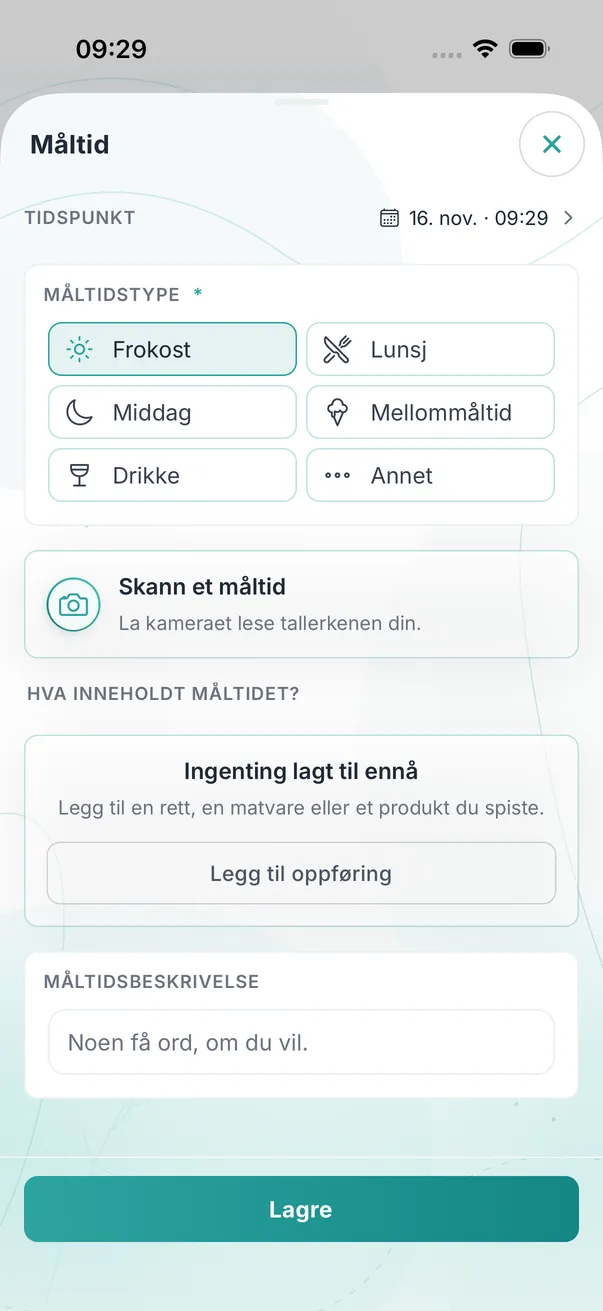 09:29
Måltid
TIDSPUNKT
16. nov. · 09:29
MÅLTIDSTYPE *
Frokost
Lunsj
Middag
Mellommåltid
Drikke
Annet
Skann et måltid
La kameraet lese tallerkenen din.
HVA INNEHOLDT MÅLTIDET?
Ingenting lagt til ennå
Legg til en rett, en matvare eller et produkt du spiste.
Legg til oppføring
MÅLTIDSBESKRIVELSE
Noen få ord, om du vil.
Lagre